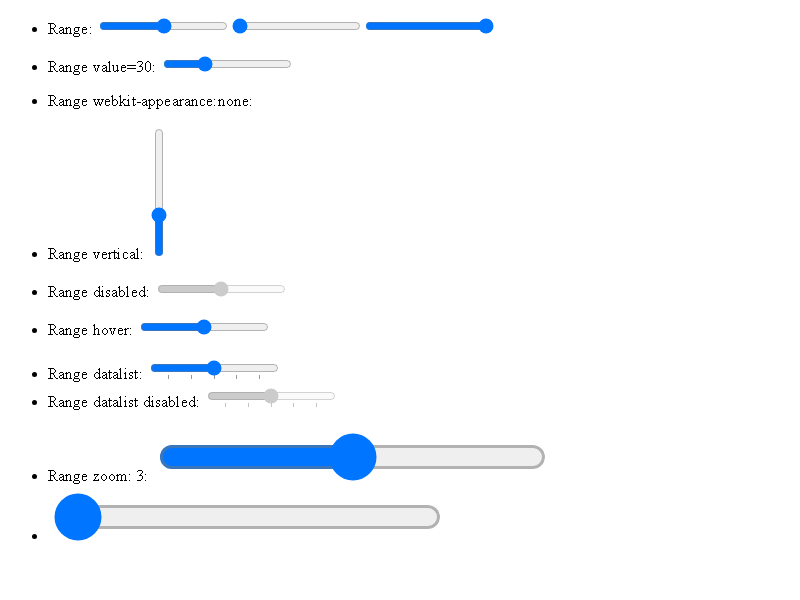 Range:
Range value=30:
Range webkit-appearance:none:
Range vertical:
Range disabled:
Range hover:
Range datalist:
Range datalist disabled:
Range zoom: 3: